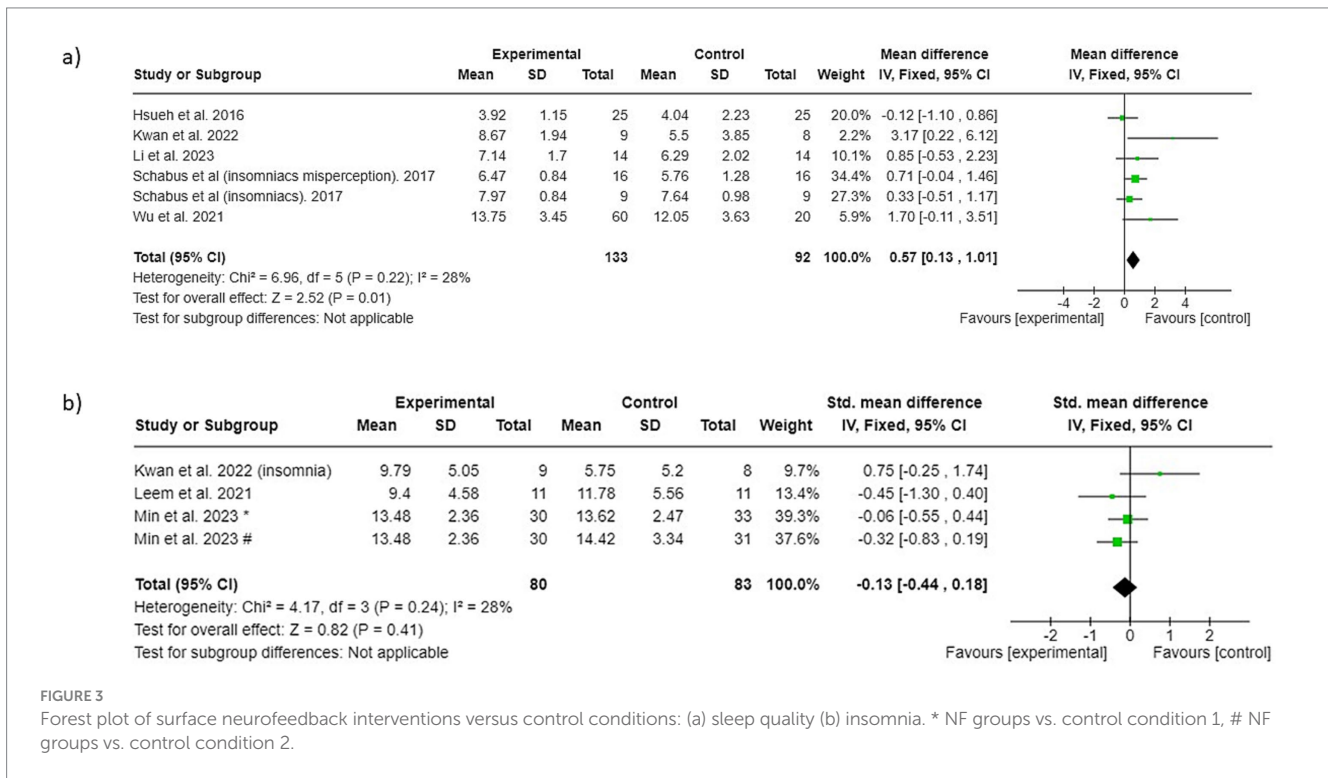 a)
Experimental Control Mean difference Mean difference
Study or Subgroup Mean SD Total Mean SD Total Weight IV, Fixed, 95% CI IV, Fixed, 95% CI
Hsueh et al. 2016 3.92 1.15 25 4.04 2.23 25 20.0% -0.12 [-1.10 , 0.86]
Kwan et al. 2022 8.67 1.94 9 5.5 3.85 8 2.2% 3.17 [0.22 , 6.12]
Li et al. 2023 7.14 1.7 14 6.29 2.02 14 10.1% 0.85 [-0.53 , 2.23]
Schabus et al (insomniacs misperception). 2017 6.47 0.84 16 5.76 1.28 16 34.4% 0.71 [-0.04 , 1.46]
Schabus et al (insomniacs). 2017 7.97 0.84 9 7.64 0.98 9 27.3% 0.33 [-0.51 , 1.17]
Wu et al. 2021 13.75 3.45 60 12.05 3.63 20 5.9% 1.70 [-0.11 , 3.51]
Total (95% CI) 133 92 100.0% 0.57 [0.13 , 1.01]
Heterogeneity: Chi² = 6.96, df = 5 (P = 0.22); I² = 28%
Test for overall effect: Z = 2.52 (P = 0.01)
-4 -2 0 2 4
Test for subgroup differences: Not applicable
Favours [experimental] Favours [control]
b)
Experimental Control Std. mean difference Std. mean difference
Study or Subgroup Mean SD Total Mean SD Total Weight IV, Fixed, 95% CI IV, Fixed, 95% CI
Kwan et al. 2022 (insomnia) 9.79 5.05 9 5.75 5.2 8 9.7% 0.75 [-0.25 , 1.74]
Leem et al. 2021 9.4 4.58 11 11.78 5.56 11 13.4% -0.45 [-1.30 , 0.40]
Min et al. 2023 * 13.48 2.36 30 13.62 2.47 33 39.3% -0.06 [-0.55 , 0.44]
Min et al. 2023 # 13.48 2.36 30 14.42 3.34 31 37.6% -0.32 [-0.83 , 0.19]
Total (95% CI) 80 83 100.0% -0.13 [-0.44 , 0.18]
Heterogeneity: Chi² = 4.17, df = 3 (P = 0.24); I² = 28%
Test for overall effect: Z = 0.82 (P = 0.41)
-2 -1 0 1 2
Test for subgroup differences: Not applicable
Favours [experimental] Favours [control]
FIGURE 3
Forest plot of surface neurofeedback interventions versus control conditions: (a) sleep quality (b) insomnia. * NF groups vs. control condition 1, # NF
groups vs. control condition 2.